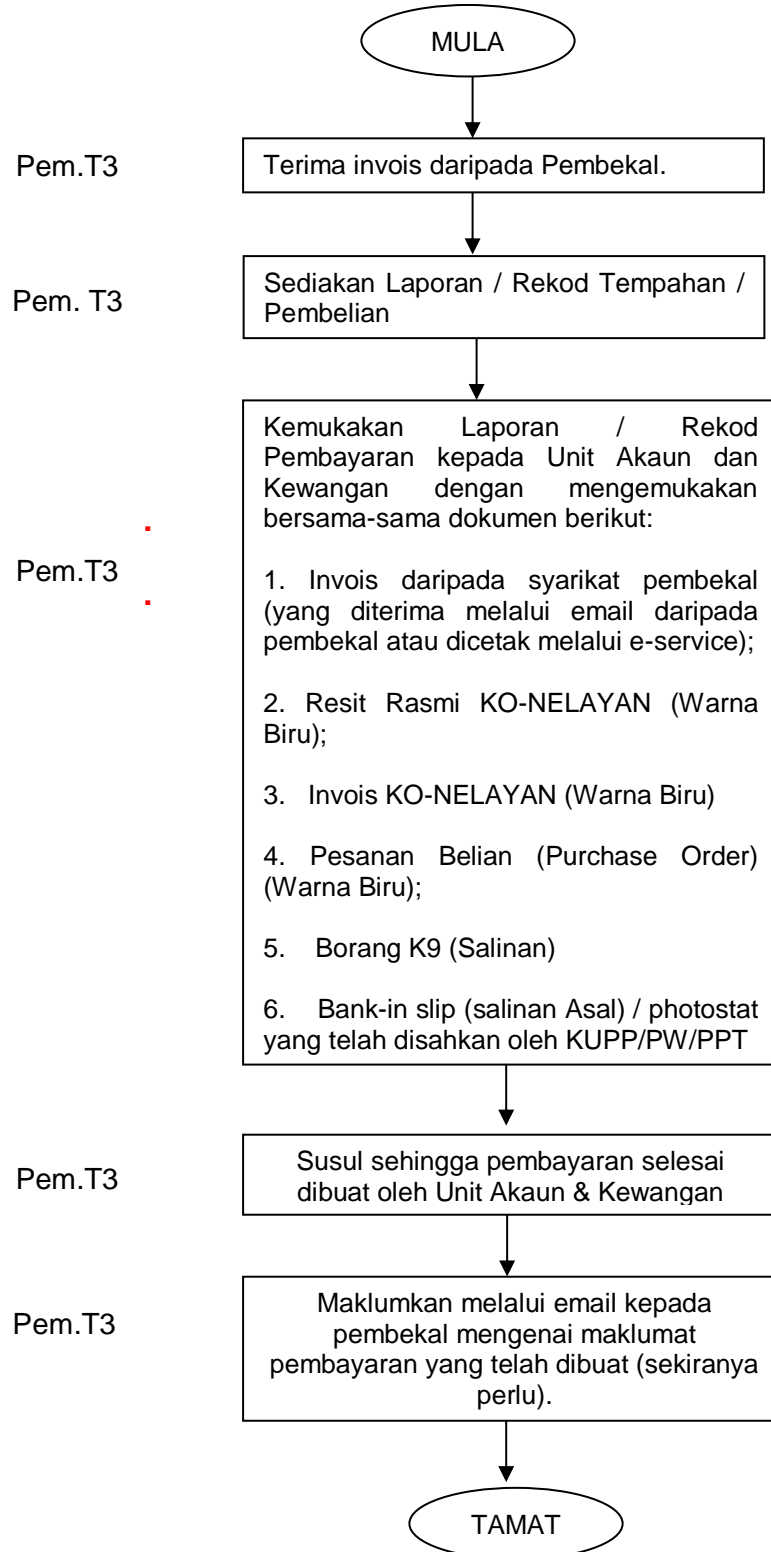 MULA
Pem.T3
Terima invois daripada Pembekal.
Pem. T3
Sediakan Laporan / Rekod Tempahan /
Pembelian
Kemukakan Laporan / Rekod
Pembayaran kepada Unit Akaun dan
Kewangan dengan mengemukakan
bersama-sama dokumen berikut:
Pem.T3
1. Invois daripada syarikat pembekal
(yang diterima melalui email daripada
pembekal atau dicetak melalui e-service);
2. Resit Rasmi KO-NELAYAN (Warna
Biru);
3. Invois KO-NELAYAN (Warna Biru)
4. Pesanan Belian (Purchase Order)
(Warna Biru);
5. Borang K9 (Salinan)
6. Bank-in slip (salinan Asal) / photostat
yang telah disahkan oleh KUPP/PW/PPT
Pem.T3
Susul sehingga pembayaran selesai
dibuat oleh Unit Akaun & Kewangan
Pem.T3
Maklumkan melalui email kepada
pembekal mengenai maklumat
pembayaran yang telah dibuat (sekiranya
perlu).
TAMAT